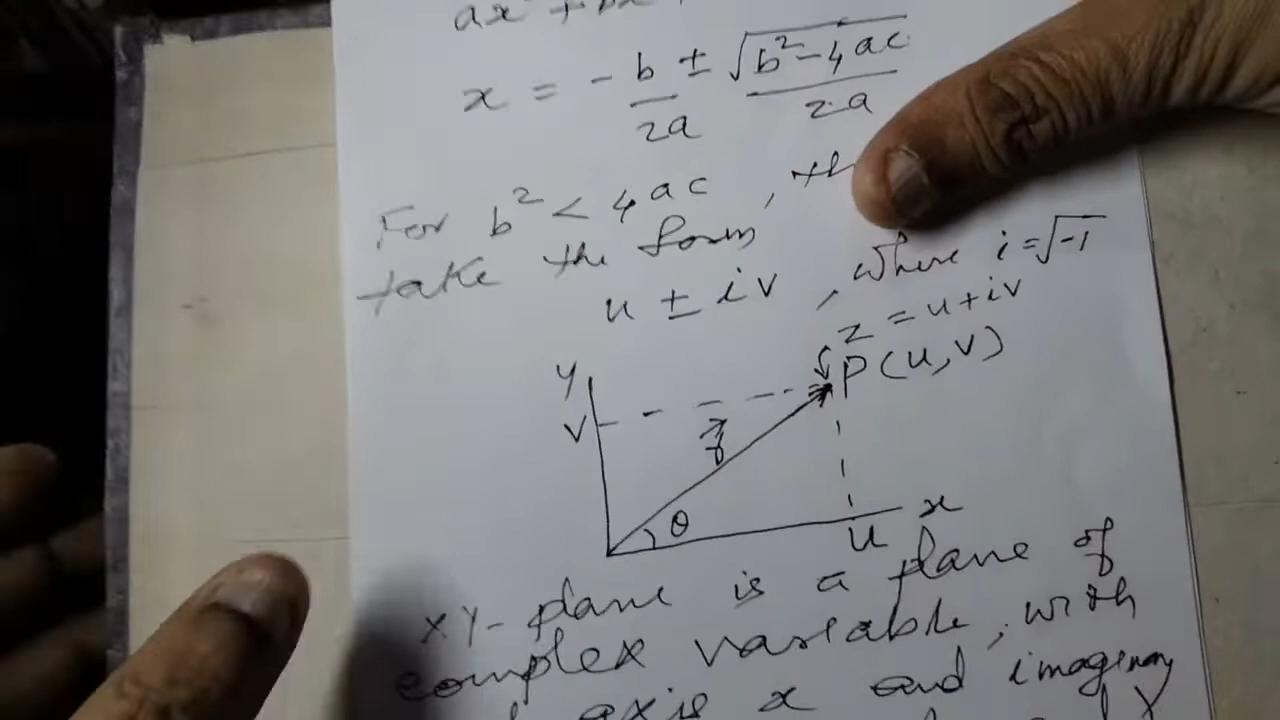 x = -b/2a ± √(b²-4ac)/2a
For b² < 4ac,
take the form
u ± iv, where i = √-1
z = u+iv
P(u,v)
y
v
θ
x
u
XY-plane is a plane of
complex variable, with
axis x and imaginary